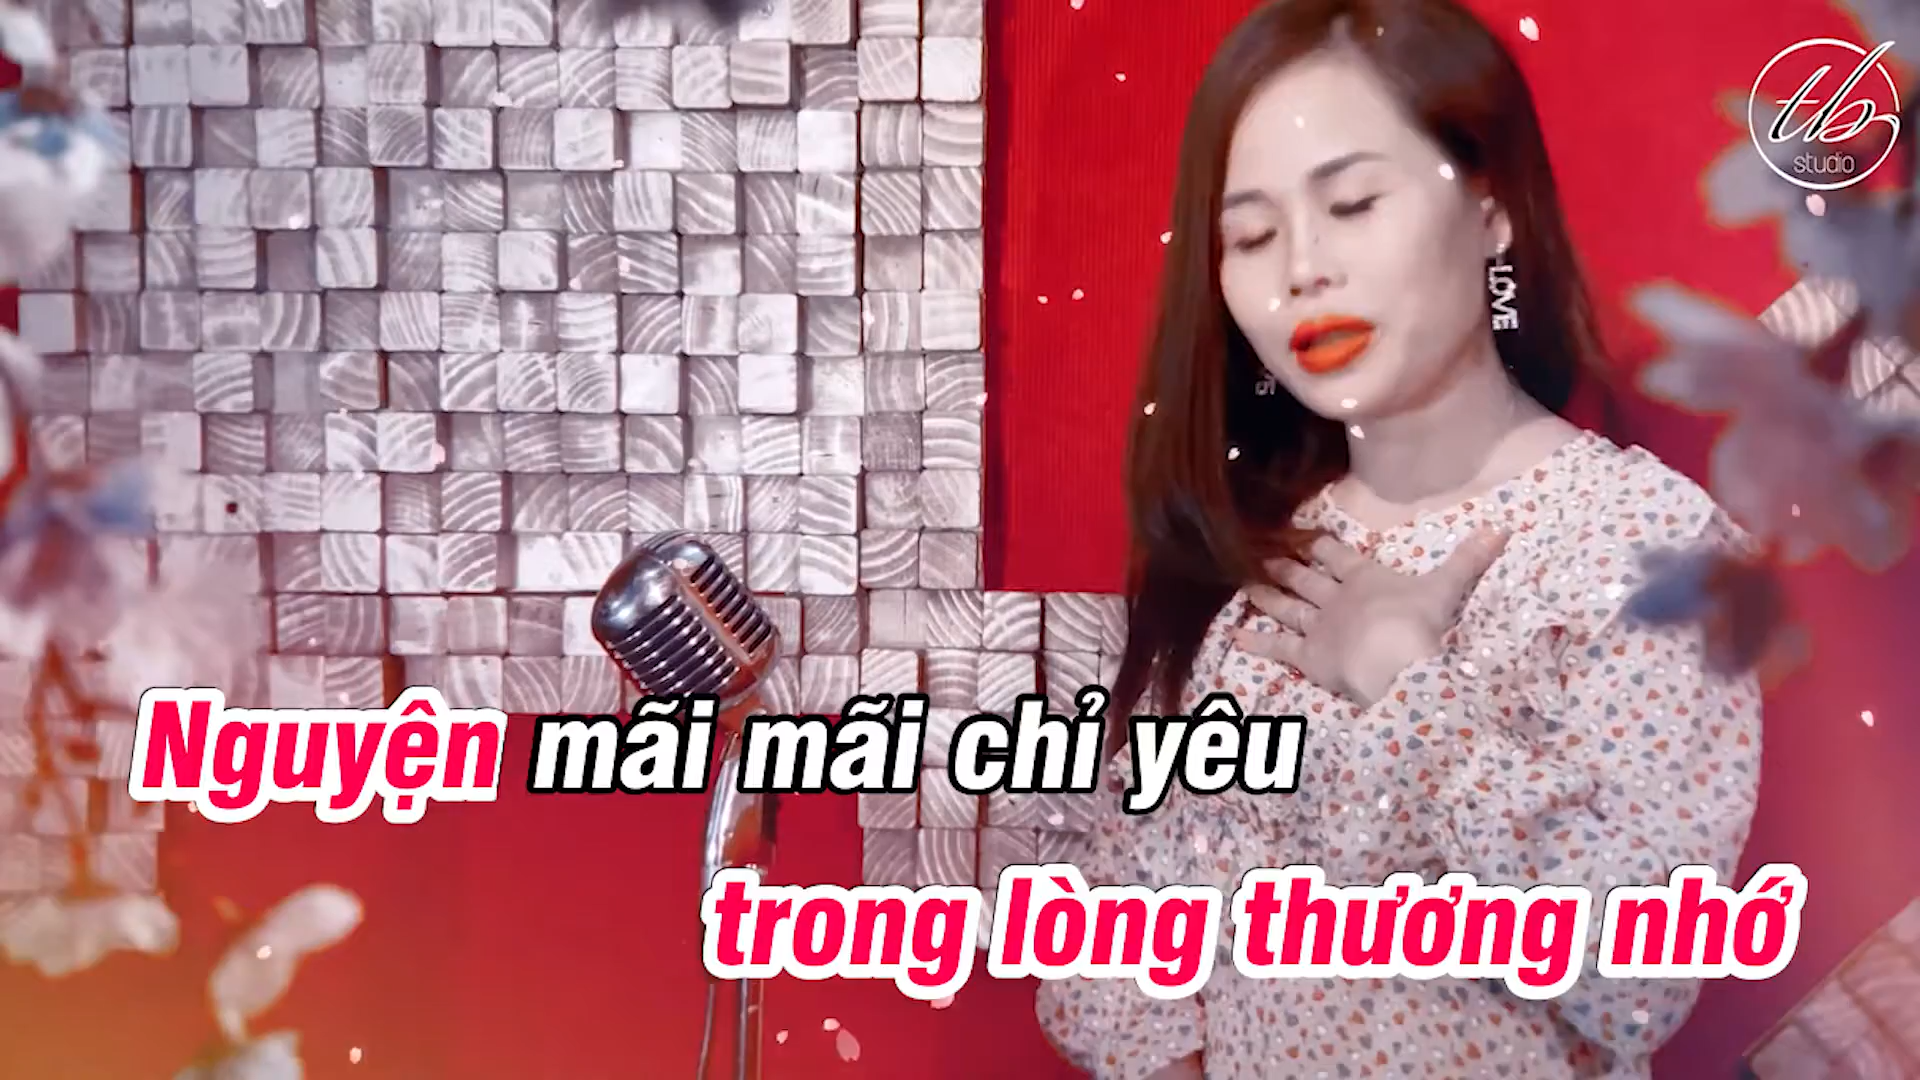 tb
studio
LOVE
Nguyện mãi mãi chỉ yêu
trong lòng thương nhớ